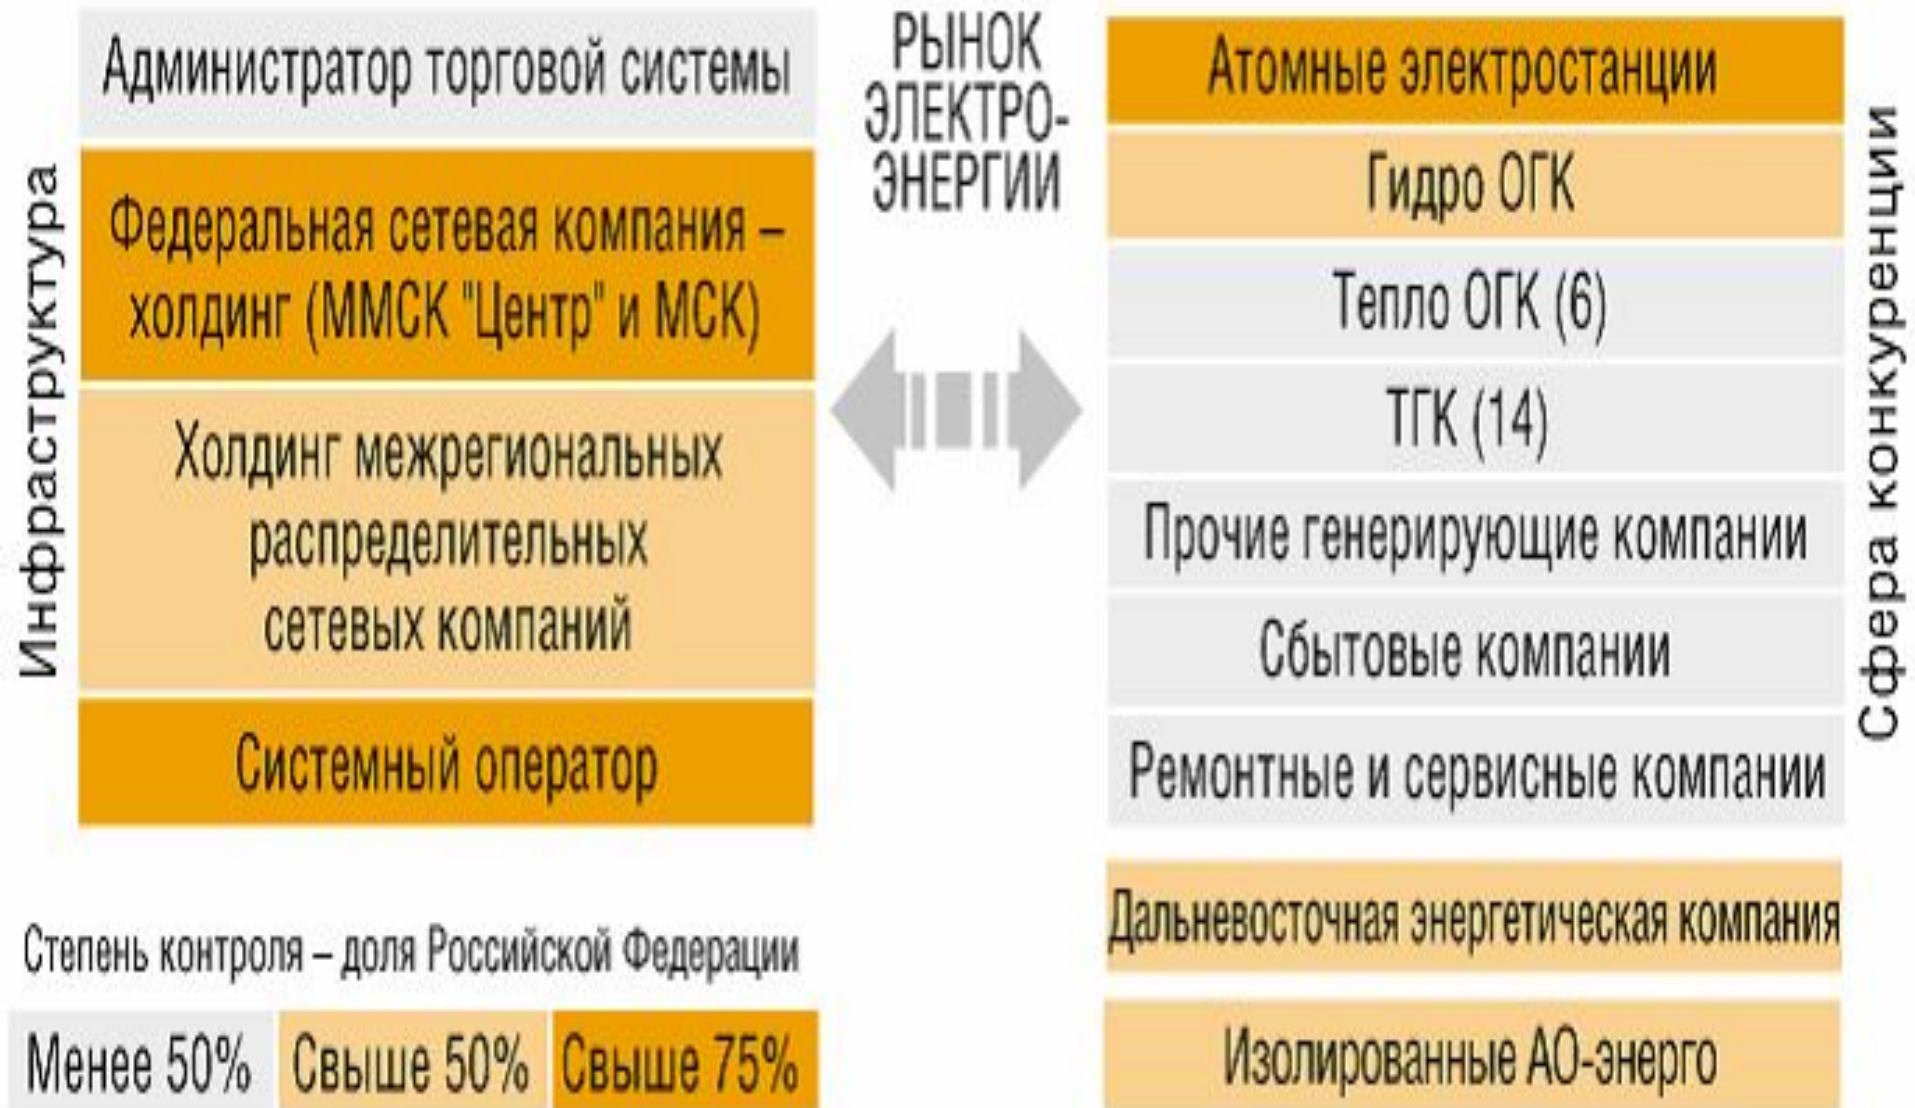 Инфраструктура
Администратор торговой системы
Федеральная сетевая компания –
холдинг (ММСК "Центр" и МСК)
Холдинг межрегиональных
распределительных
сетевых компаний
Системный оператор
РЫНОК
ЭЛЕКТРО-
ЭНЕРГИИ
Атомные электростанции
Гидро ОГК
Тепло ОГК (6)
ТГК (14)
Прочие генерирующие компании
Сбытовые компании
Ремонтные и сервисные компании
Сфера конкуренции
Дальневосточная энергетическая компания
Изолированные АО-энерго
Степень контроля – доля Российской Федерации
Менее 50%
Свыше 50%
Свыше 75%